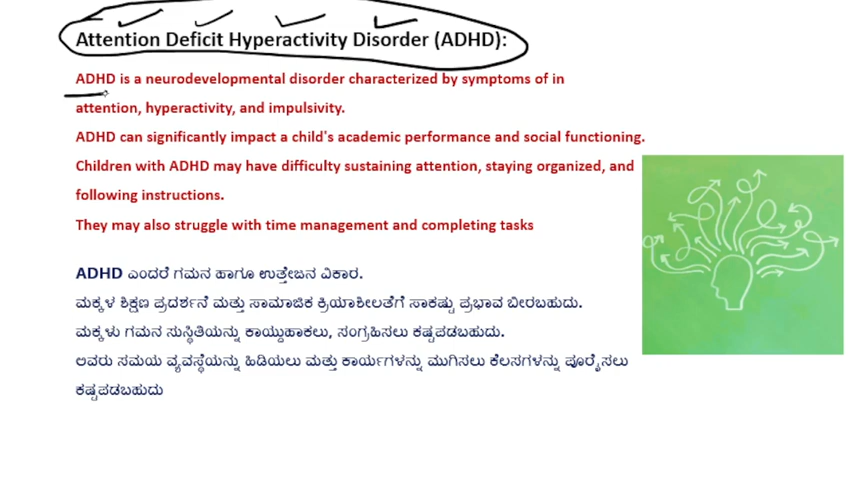 Attention Deficit Hyperactivity Disorder (ADHD):
ADHD is a neurodevelopmental disorder characterized by symptoms of in
attention, hyperactivity, and impulsivity.
ADHD can significantly impact a child's academic performance and social functioning.
Children with ADHD may have difficulty sustaining attention, staying organized, and
following instructions.
They may also struggle with time management and completing tasks
ADHD ಎಂದರೆ ಗಮನ ಹಾಗೂ ಉತ್ತೇಜನ ವಿಕಾರ.
ಮಕ್ಕಳ ಶಿಕ್ಷಣ ಪ್ರದರ್ಶನೆ ಮತ್ತು ಸಾಮಾಜಿಕ ಕ್ರಿಯಾಶೀಲತೆಗೆ ಸಾಕಷ್ಟು ಪ್ರಭಾವ ಬೀರಬಹುದು.
ಮಕ್ಕಳು ಗಮನ ಸುಸ್ಥಿತಿಯನ್ನು ಕಾಯ್ದುಹಾಕಲು, ಸಂಗ್ರಹಿಸಲು ಕಷ್ಟಪಡಬಹುದು.
ಅವರು ಸಮಯ ವ್ಯವಸ್ಥೆಯನ್ನು ಹಿಡಿಯಲು ಮತ್ತು ಕಾರ್ಯಗಳನ್ನು ಮುಗಿಸಲು ಕೆಲಸಗಳನ್ನು ಪೂರೈಸಲು
ಕಷ್ಟಪಡಬಹುದು